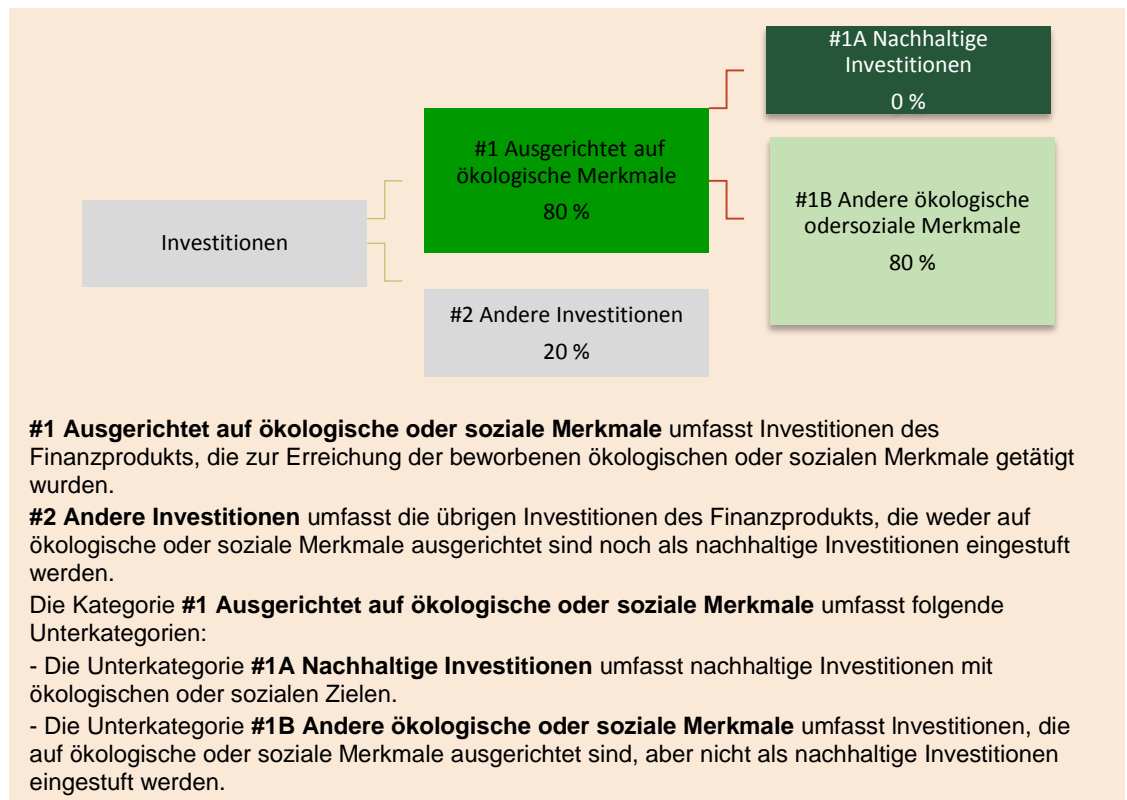 #1A Nachhaltige
Investitionen
0 %
#1 Ausgerichtet auf
ökologische Merkmale
80 %
#1B Andere ökologische
odersoziale Merkmale
80 %
Investitionen
#2 Andere Investitionen
20 %
#1 Ausgerichtet auf ökologische oder soziale Merkmale umfasst Investitionen des
Finanzprodukts, die zur Erreichung der beworbenen ökologischen oder sozialen Merkmale getätigt
wurden.
#2 Andere Investitionen umfasst die übrigen Investitionen des Finanzprodukts, die weder auf
ökologische oder soziale Merkmale ausgerichtet sind noch als nachhaltige Investitionen eingestuft
werden.
Die Kategorie #1 Ausgerichtet auf ökologische oder soziale Merkmale umfasst folgende
Unterkategorien:
- Die Unterkategorie #1A Nachhaltige Investitionen umfasst nachhaltige Investitionen mit
ökologischen oder sozialen Zielen.
- Die Unterkategorie #1B Andere ökologische oder soziale Merkmale umfasst Investitionen, die
auf ökologische oder soziale Merkmale ausgerichtet sind, aber nicht als nachhaltige Investitionen
eingestuft werden.